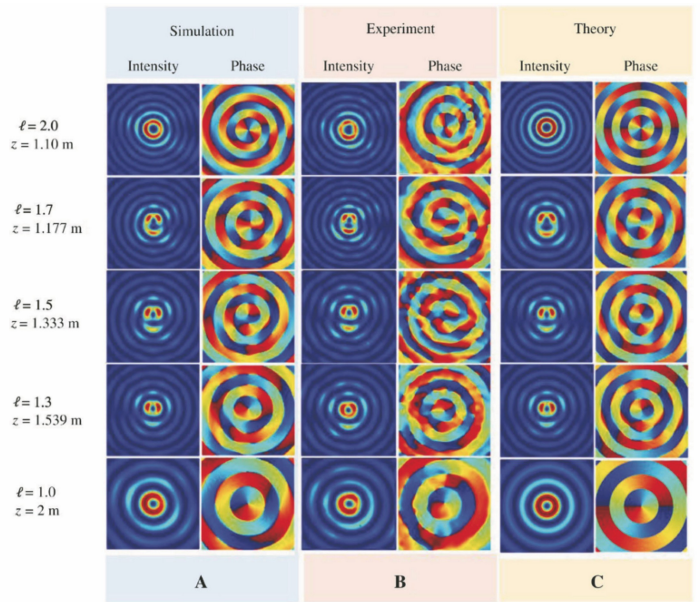 Simulation Experiment Theory
Intensity Phase Intensity Phase Intensity Phase
ℓ = 2.0
z = 1.10 m
ℓ = 1.7
z = 1.177 m
ℓ = 1.5
z = 1.333 m
ℓ = 1.3
z = 1.539 m
ℓ = 1.0
z = 2 m
A B C